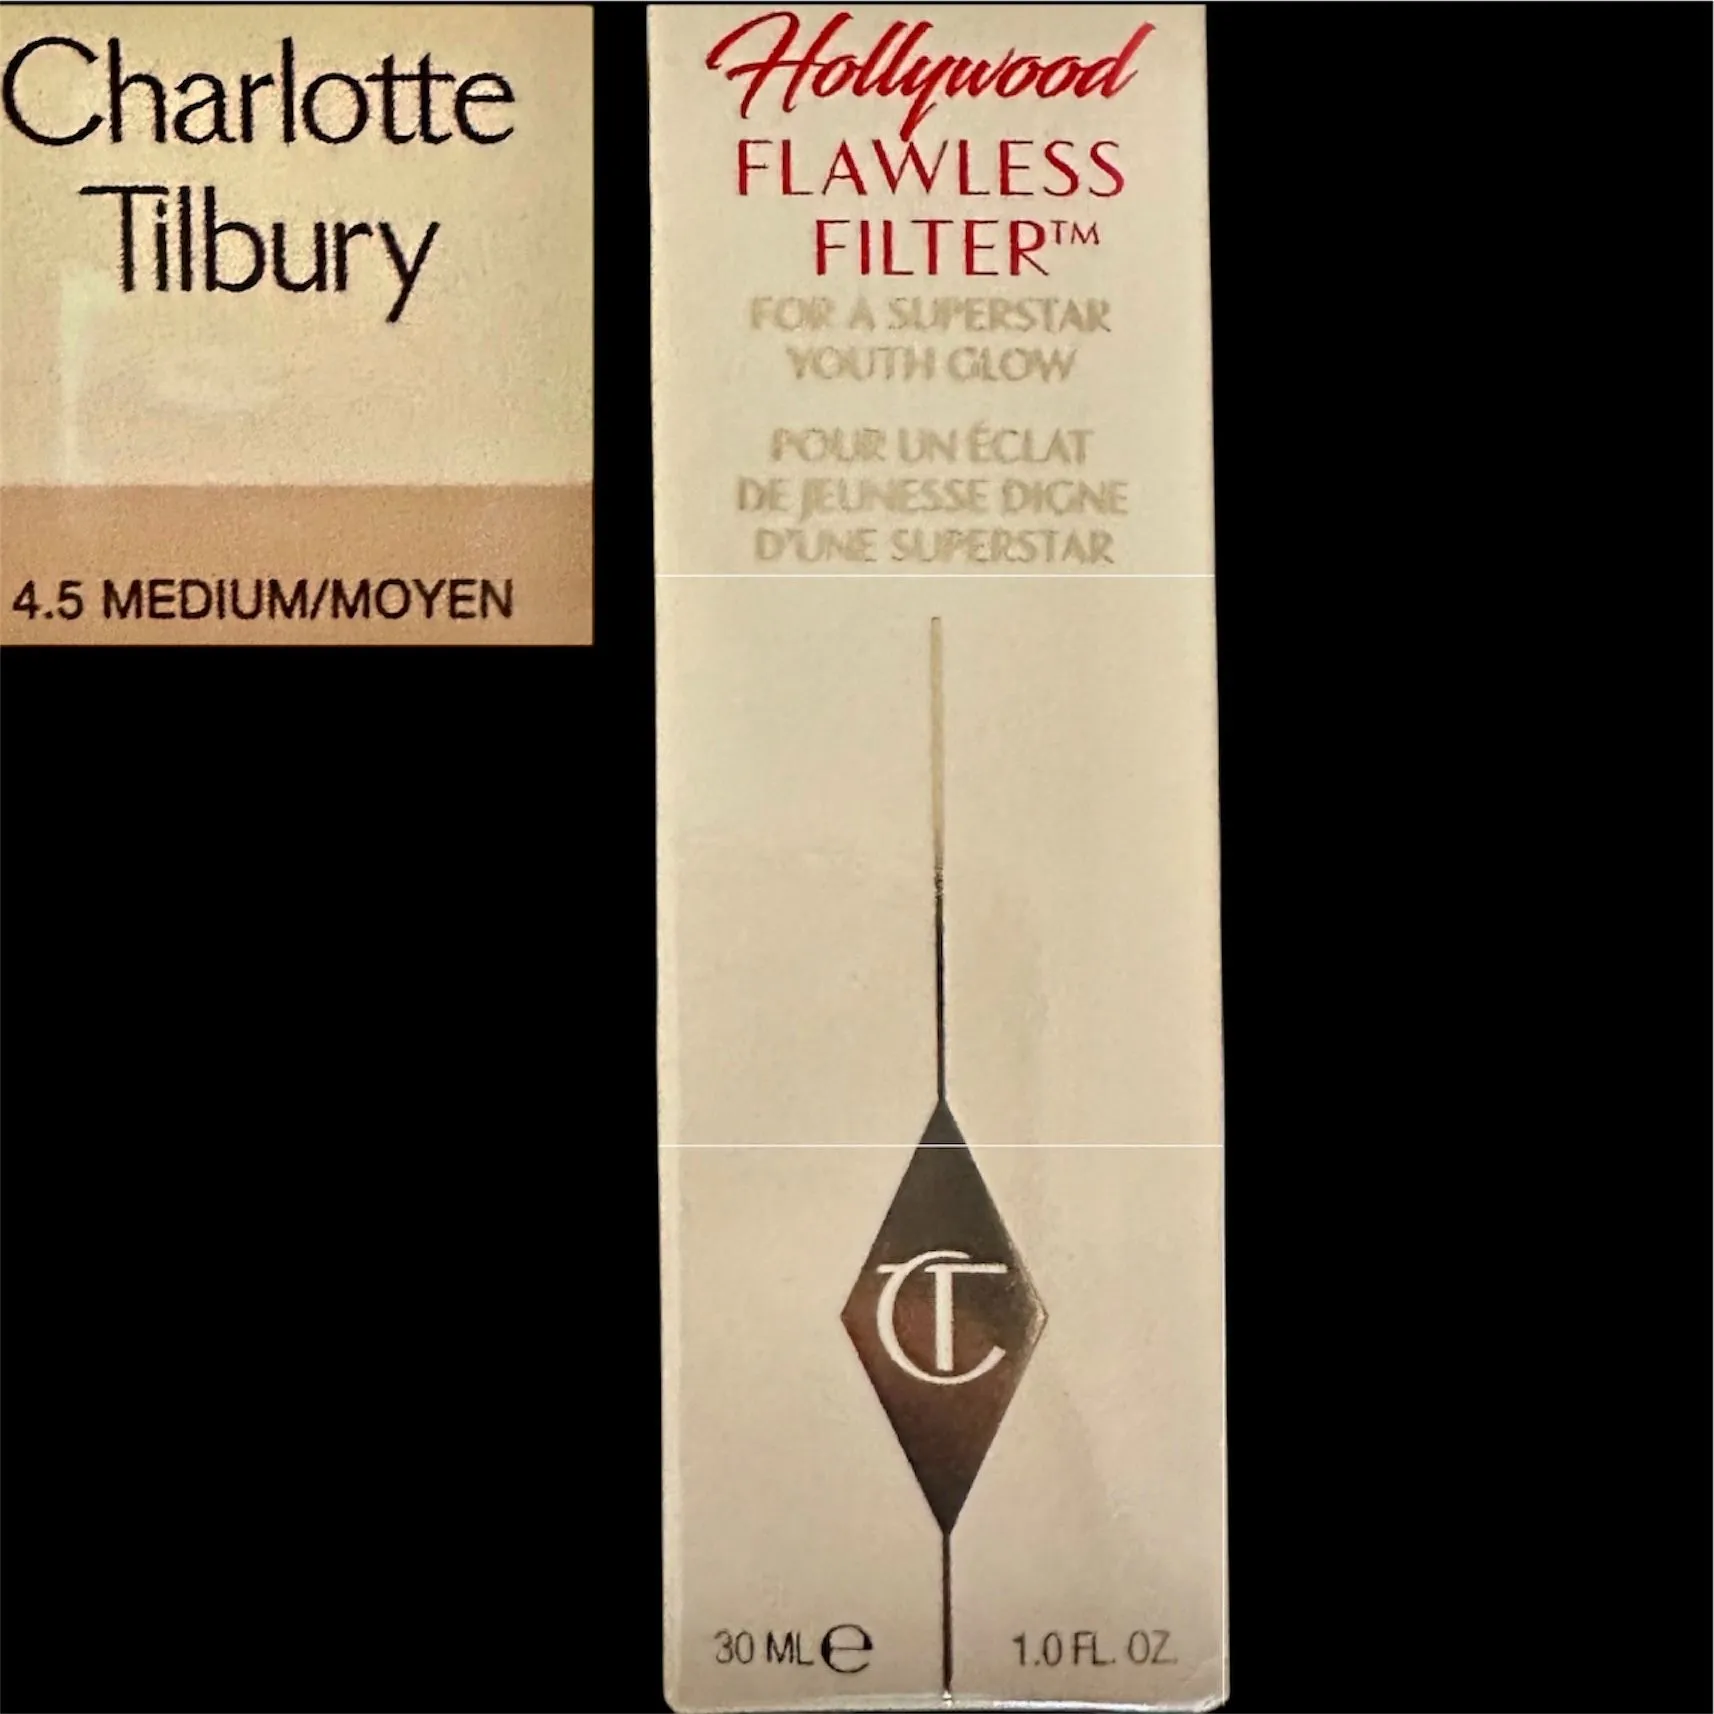 Charlotte
Tilbury
4.5 MEDIUM/MOYEN
Hollywood
FLAWLESS
FILTER™
FOR A SUPERSTAR
YOUTH GLOW
POUR UN ÉCLAT
DE JEUNESSE DIGNE
D'UNE SUPERSTAR
CT
30 ML ℮ 1.0 FL. OZ.